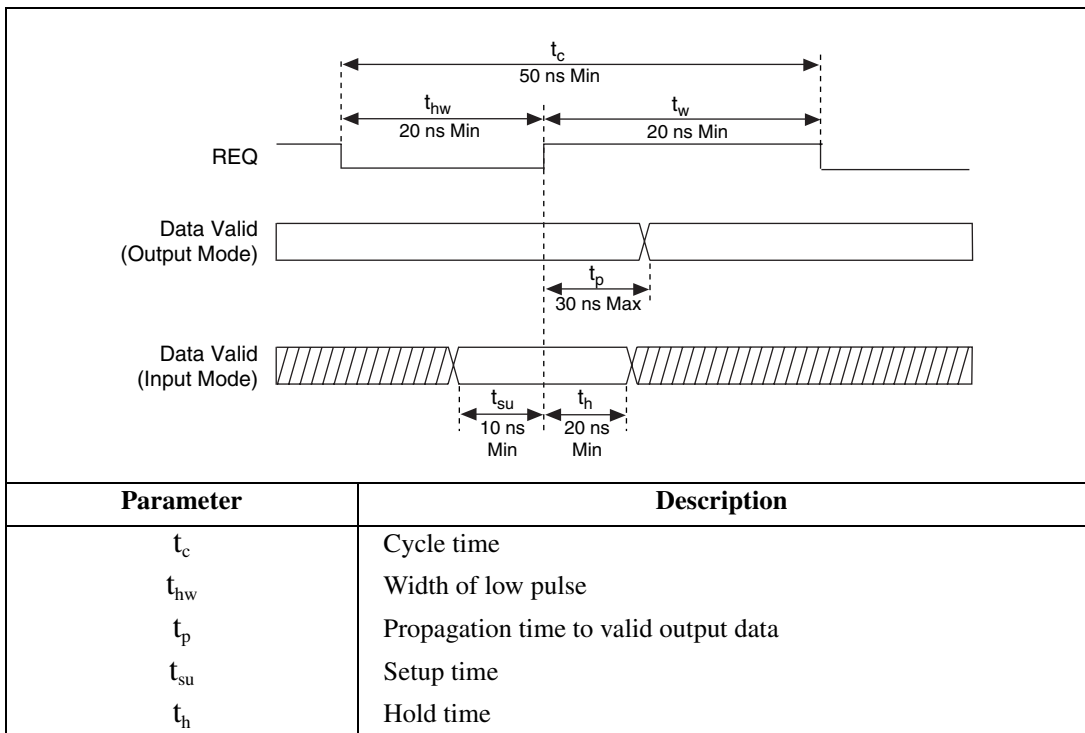 t_c
50 ns Min
t_hw
t_w
20 ns Min
20 ns Min
REQ
Data Valid
(Output Mode)
t_p
30 ns Max
Data Valid
(Input Mode)
t_su
t_h
10 ns
Min
20 ns
Min
Parameter Description
t_c Cycle time
t_hw Width of low pulse
t_p Propagation time to valid output data
t_su Setup time
t_h Hold time